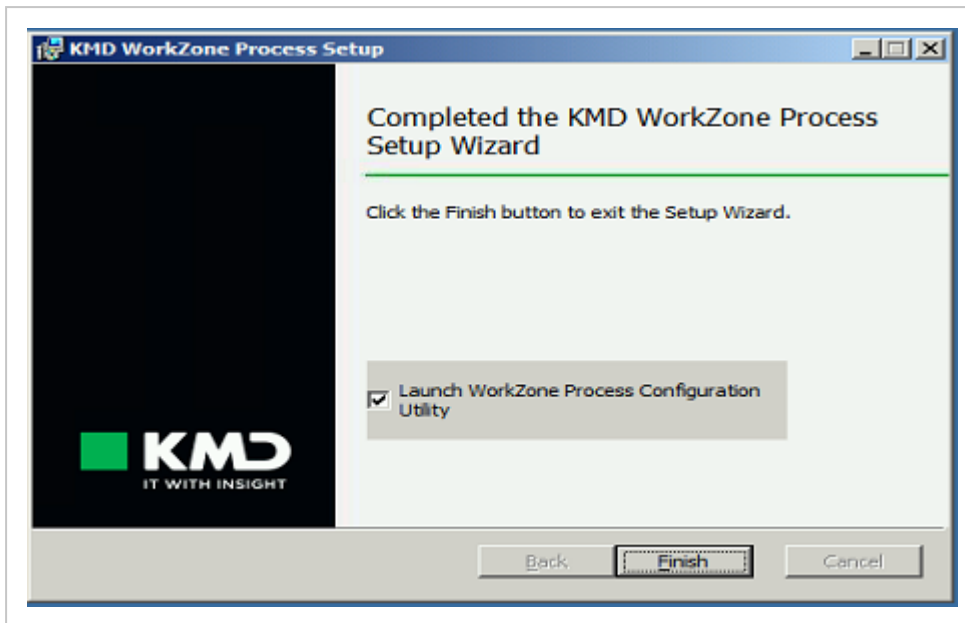 KMD WorkZone Process Setup
Completed the KMD WorkZone Process
Setup Wizard
Click the Finish button to exit the Setup Wizard.
Launch WorkZone Process Configuration
Utility
KMD
IT WITH INSIGHT
Back
Finish
Cancel